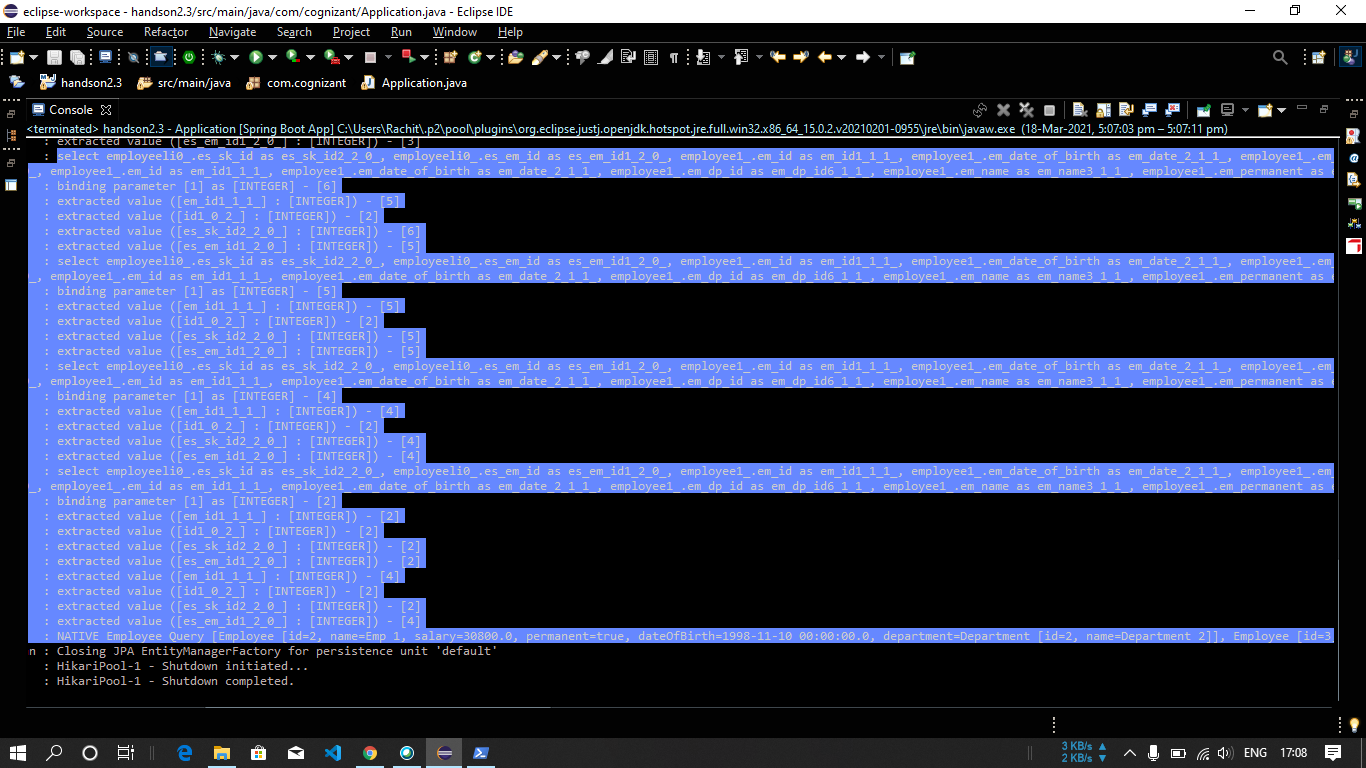 eclipse-workspace - handson2.3/src/main/java/com/cognizant/Application.java - Eclipse IDE
File Edit Source Refactor Navigate Search Project Run Window Help
handson2.3 src/main/java com.cognizant Application.java
Console
<terminated> handson2.3 - Application [Spring Boot App] C:\Users\Rachit\.p2\pool\plugins\org.eclipse.justj.openjdk.hotspot.jre.full.win32.x86_64_15.0.2.v20210201-0955\jre\bin\javaw.exe (18-Mar-2021, 5:07:03 pm – 5:07:11 pm)
: extracted value ([es_em_id1_2_0_] : [INTEGER]) - [3]
: select employeeli0_.es_sk_id as es_sk_id2_2_0_, employeeli0_.es_em_id as es_em_id1_2_0_, employee1_.em_id as em_id1_1_1_, employee1_.em_date_of_birth as em_date_2_1_1_, employee1_.em_
_, employee1_.em_id as em_id1_1_1_, employee1_.em_date_of_birth as em_date_2_1_1_, employee1_.em_dp_id as em_dp_id6_1_1_, employee1_.em_name as em_name3_1_1_, employee1_.em_permanent as
: binding parameter [1] as [INTEGER] - [6]
: extracted value ([em_id1_1_1_] : [INTEGER]) - [5]
: extracted value ([id1_0_2_] : [INTEGER]) - [2]
: extracted value ([es_sk_id2_2_0_] : [INTEGER]) - [6]
: extracted value ([es_em_id1_2_0_] : [INTEGER]) - [5]
: select employeeli0_.es_sk_id as es_sk_id2_2_0_, employeeli0_.es_em_id as es_em_id1_2_0_, employee1_.em_id as em_id1_1_1_, employee1_.em_date_of_birth as em_date_2_1_1_, employee1_.em_
_, employee1_.em_id as em_id1_1_1_, employee1_.em_date_of_birth as em_date_2_1_1_, employee1_.em_dp_id as em_dp_id6_1_1_, employee1_.em_name as em_name3_1_1_, employee1_.em_permanent as
: binding parameter [1] as [INTEGER] - [5]
: extracted value ([em_id1_1_1_] : [INTEGER]) - [5]
: extracted value ([id1_0_2_] : [INTEGER]) - [2]
: extracted value ([es_sk_id2_2_0_] : [INTEGER]) - [5]
: extracted value ([es_em_id1_2_0_] : [INTEGER]) - [5]
: select employeeli0_.es_sk_id as es_sk_id2_2_0_, employeeli0_.es_em_id as es_em_id1_2_0_, employee1_.em_id as em_id1_1_1_, employee1_.em_date_of_birth as em_date_2_1_1_, employee1_.em_
_, employee1_.em_id as em_id1_1_1_, employee1_.em_date_of_birth as em_date_2_1_1_, employee1_.em_dp_id as em_dp_id6_1_1_, employee1_.em_name as em_name3_1_1_, employee1_.em_permanent as
: binding parameter [1] as [INTEGER] - [4]
: extracted value ([em_id1_1_1_] : [INTEGER]) - [4]
: extracted value ([id1_0_2_] : [INTEGER]) - [2]
: extracted value ([es_sk_id2_2_0_] : [INTEGER]) - [4]
: extracted value ([es_em_id1_2_0_] : [INTEGER]) - [4]
: select employeeli0_.es_sk_id as es_sk_id2_2_0_, employeeli0_.es_em_id as es_em_id1_2_0_, employee1_.em_id as em_id1_1_1_, employee1_.em_date_of_birth as em_date_2_1_1_, employee1_.em_
_, employee1_.em_id as em_id1_1_1_, employee1_.em_date_of_birth as em_date_2_1_1_, employee1_.em_dp_id as em_dp_id6_1_1_, employee1_.em_name as em_name3_1_1_, employee1_.em_permanent as
: binding parameter [1] as [INTEGER] - [2]
: extracted value ([em_id1_1_1_] : [INTEGER]) - [2]
: extracted value ([id1_0_2_] : [INTEGER]) - [2]
: extracted value ([es_sk_id2_2_0_] : [INTEGER]) - [2]
: extracted value ([es_em_id1_2_0_] : [INTEGER]) - [2]
: extracted value ([em_id1_1_1_] : [INTEGER]) - [4]
: extracted value ([id1_0_2_] : [INTEGER]) - [2]
: extracted value ([es_sk_id2_2_0_] : [INTEGER]) - [2]
: extracted value ([es_em_id1_2_0_] : [INTEGER]) - [4]
: NATIVE Employee Query [Employee [id=2, name=Emp 1, salary=30800.0, permanent=true, dateOfBirth=1998-11-10 00:00:00.0, department=Department [id=2, name=Department 2]], Employee [id=3
n : Closing JPA EntityManagerFactory for persistence unit 'default'
: HikariPool-1 - Shutdown initiated...
: HikariPool-1 - Shutdown completed.
3 KB/s
2 KB/s
ENG 17:08